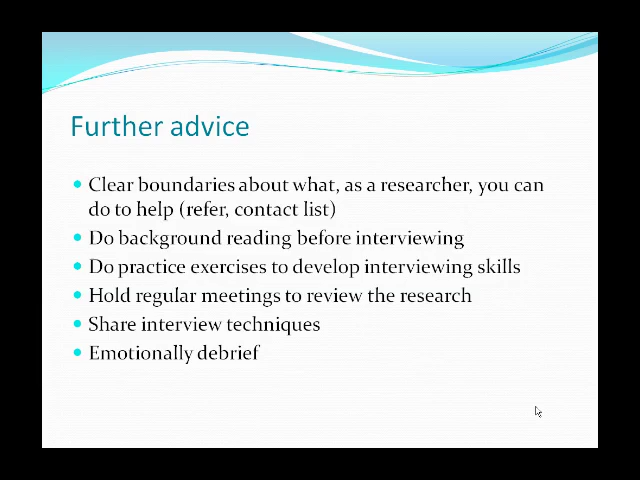 Further advice
Clear boundaries about what, as a researcher, you can
do to help (refer, contact list)
Do background reading before interviewing
Do practice exercises to develop interviewing skills
Hold regular meetings to review the research
Share interview techniques
Emotionally debrief